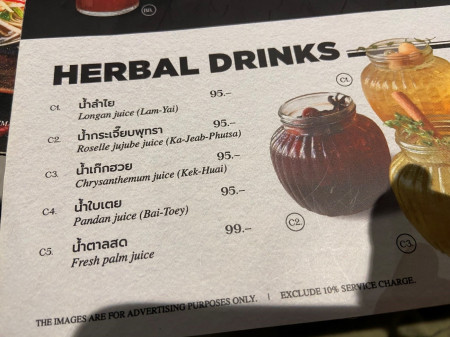 HERBAL DRINKS
C1. น้ำลำไย 95.–
Longan juice (Lam-Yai)
C2. น้ำกระเจี๊ยบพุทรา 95.–
Roselle jujube juice (Ka-Jeab-Phutsa)
C3. น้ำเก๊กฮวย 95.–
Chrysanthemum juice (Kek-Huai)
C4. น้ำใบเตย 95.–
Pandan juice (Bai-Toey)
C5. น้ำตาลสด 99.–
Fresh palm juice
C1.
C2.
C3.
THE IMAGES ARE FOR ADVERTISING PURPOSES ONLY. | EXCLUDE 10% SERVICE CHARGE.